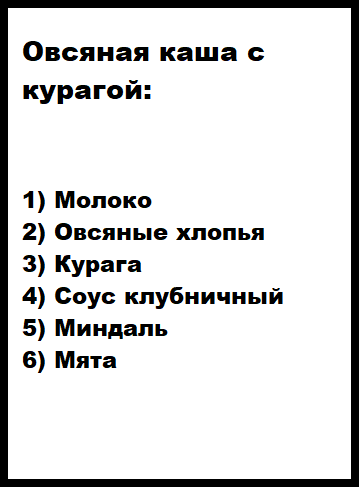 Овсяная каша с
курагой:
1) Молоко
2) Овсяные хлопья
3) Курага
4) Соус клубничный
5) Миндаль
6) Мята